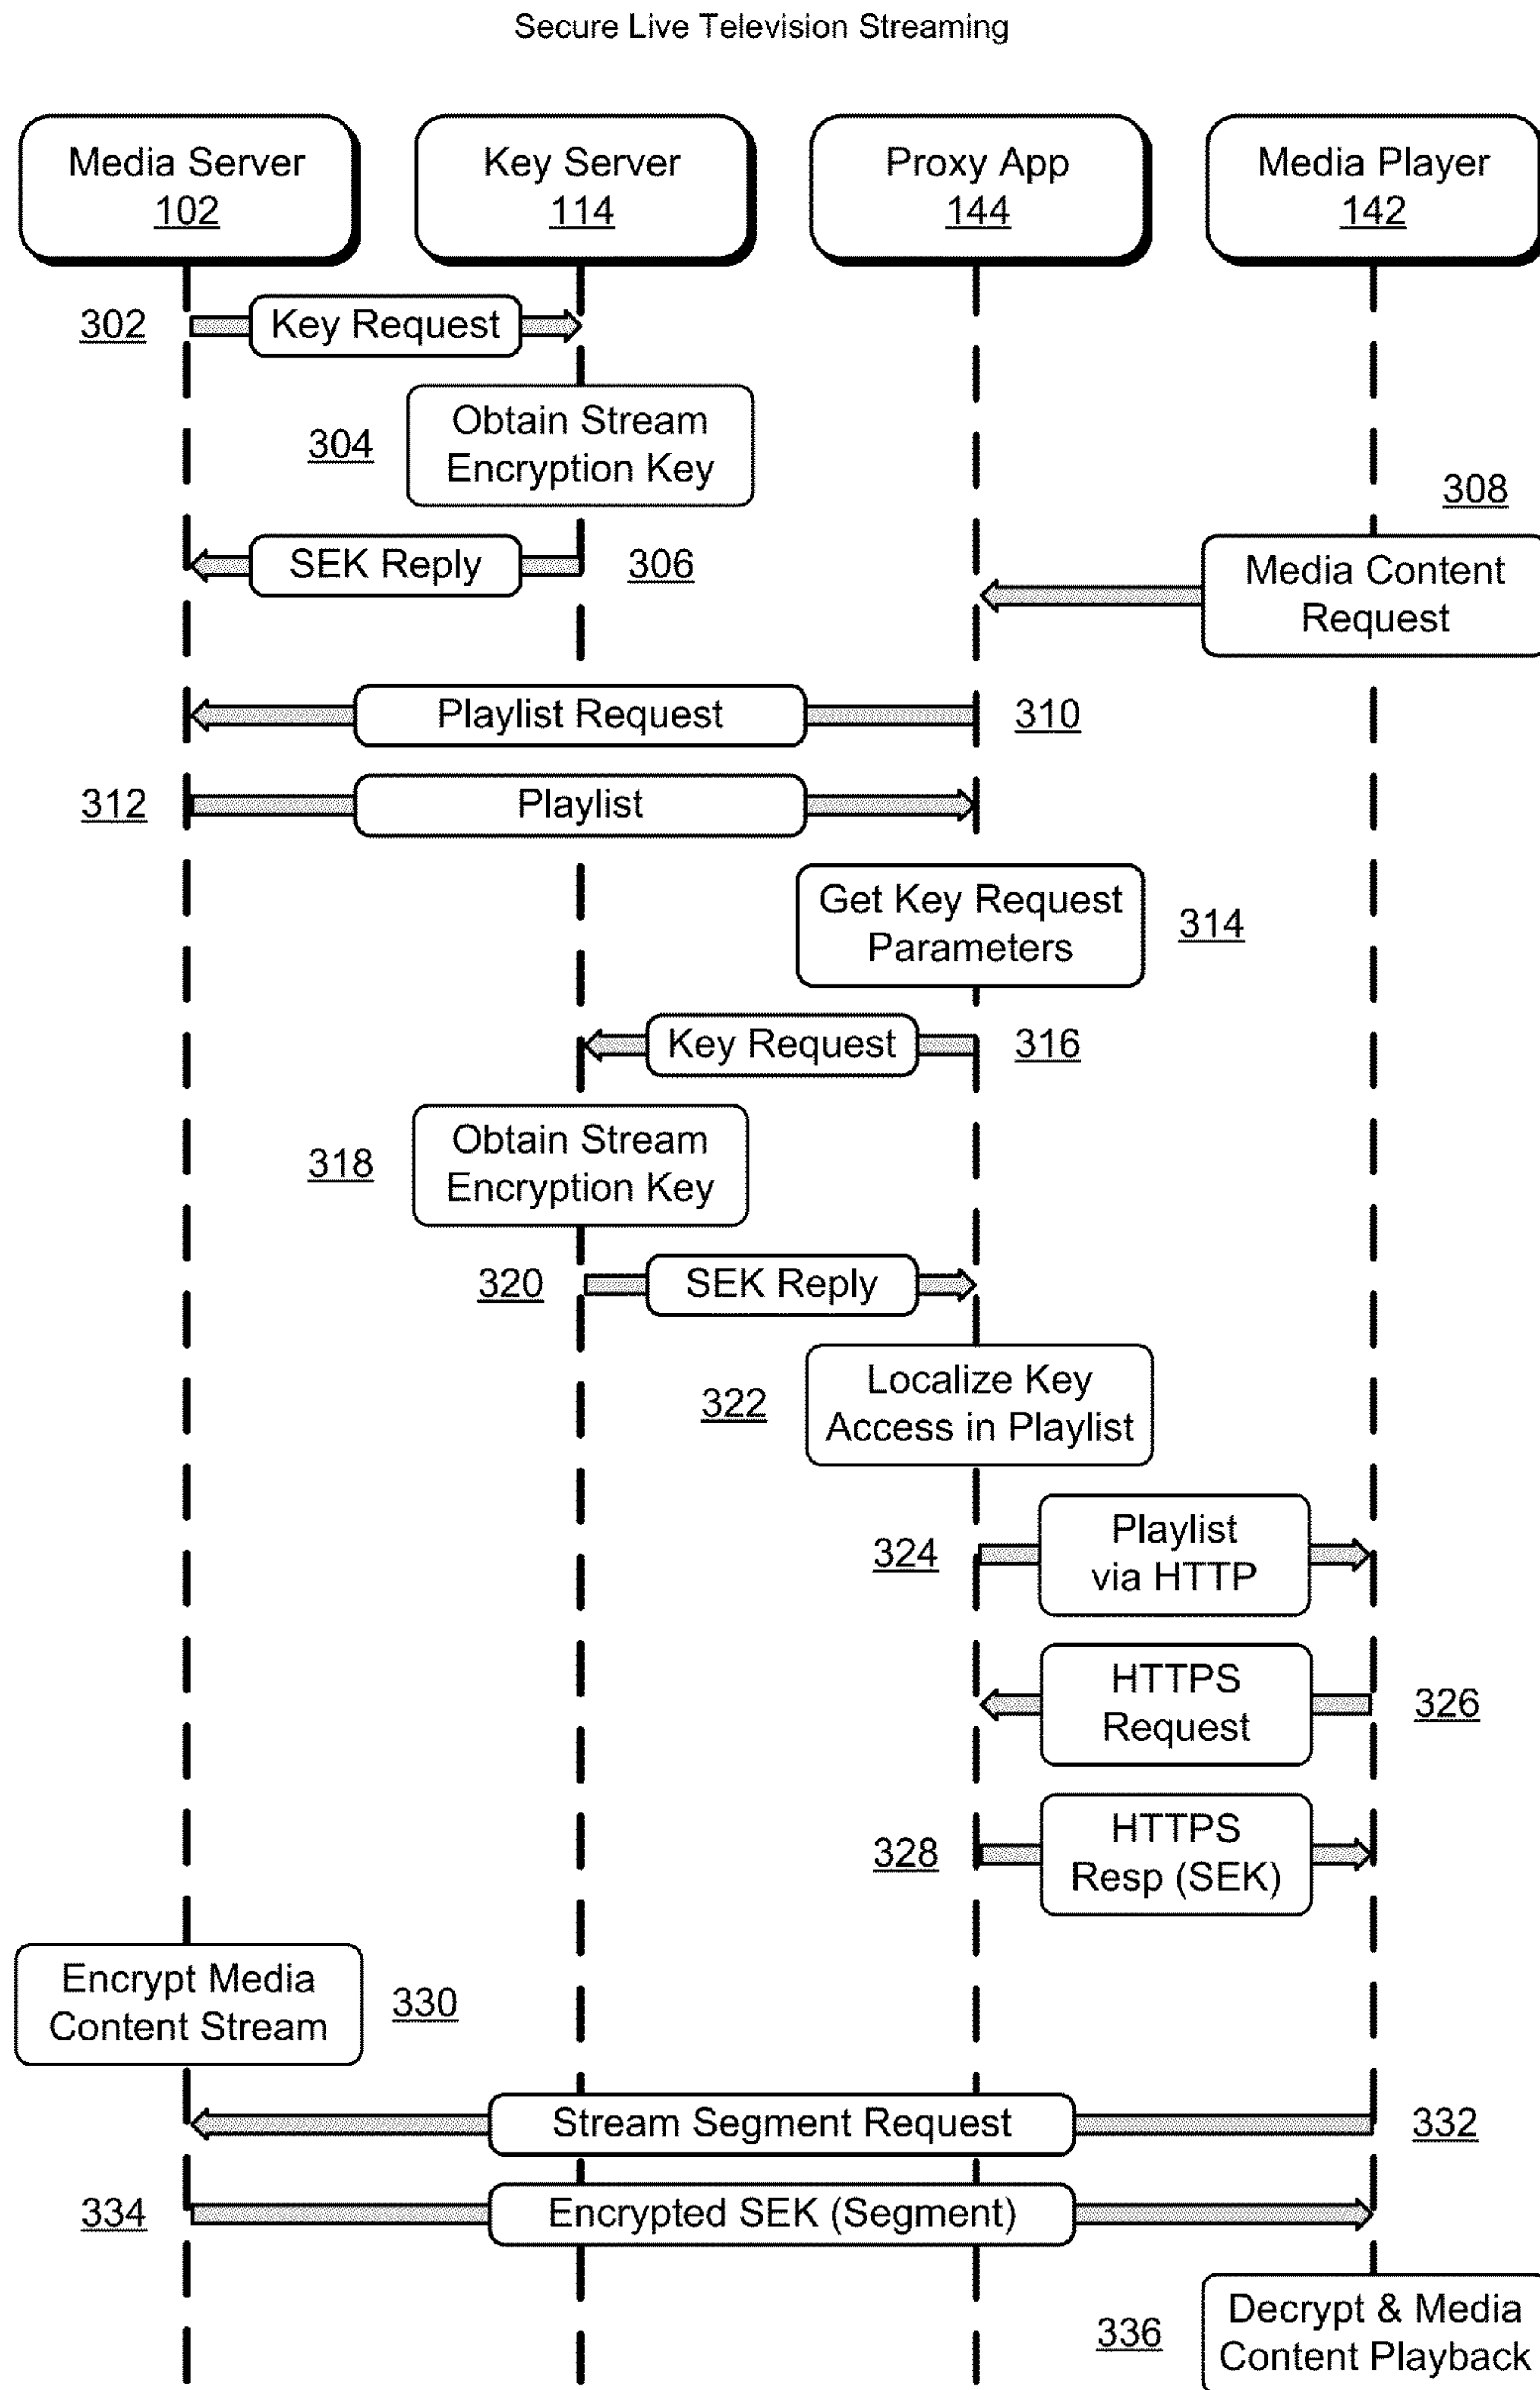 Secure Live Television Streaming
Media Server
102
Key Server
114
Proxy App
144
Media Player
142
302
Key Request
304
Obtain Stream
Encryption Key
308
SEK Reply
306
Media Content
Request
Playlist Request
310
312
Playlist
Get Key Request
Parameters
314
Key Request
316
318
Obtain Stream
Encryption Key
320
SEK Reply
322
Localize Key
Access in Playlist
324
Playlist
via HTTP
HTTPS
Request
326
328
HTTPS
Resp (SEK)
Encrypt Media
Content Stream
330
Stream Segment Request
332
334
Encrypted SEK (Segment)
336
Decrypt & Media
Content Playback